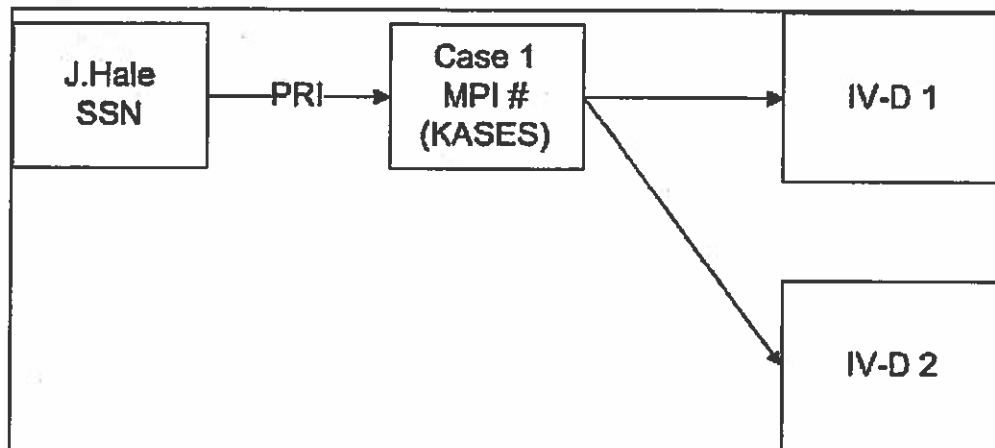 J.Hale
SSN
PRI
Case 1
MPI #
(KASES)
IV-D 1
IV-D 2